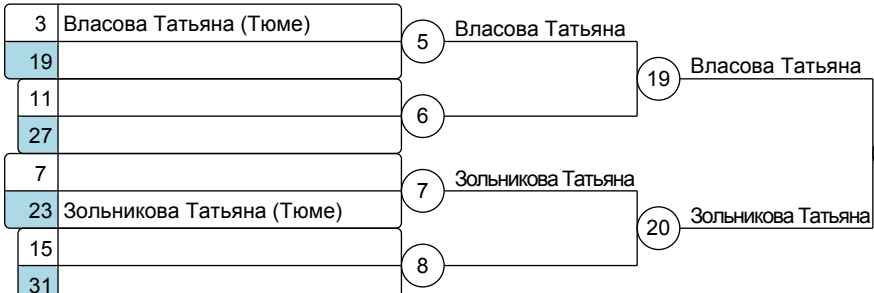 3 Власова Татьяна (Тюме)
5 Власова Татьяна
19
19 Власова Татьяна
11
6
27
7
7 Зольникова Татьяна
23 Зольникова Татьяна (Тюме)
20 Зольникова Татьяна
15
8
31